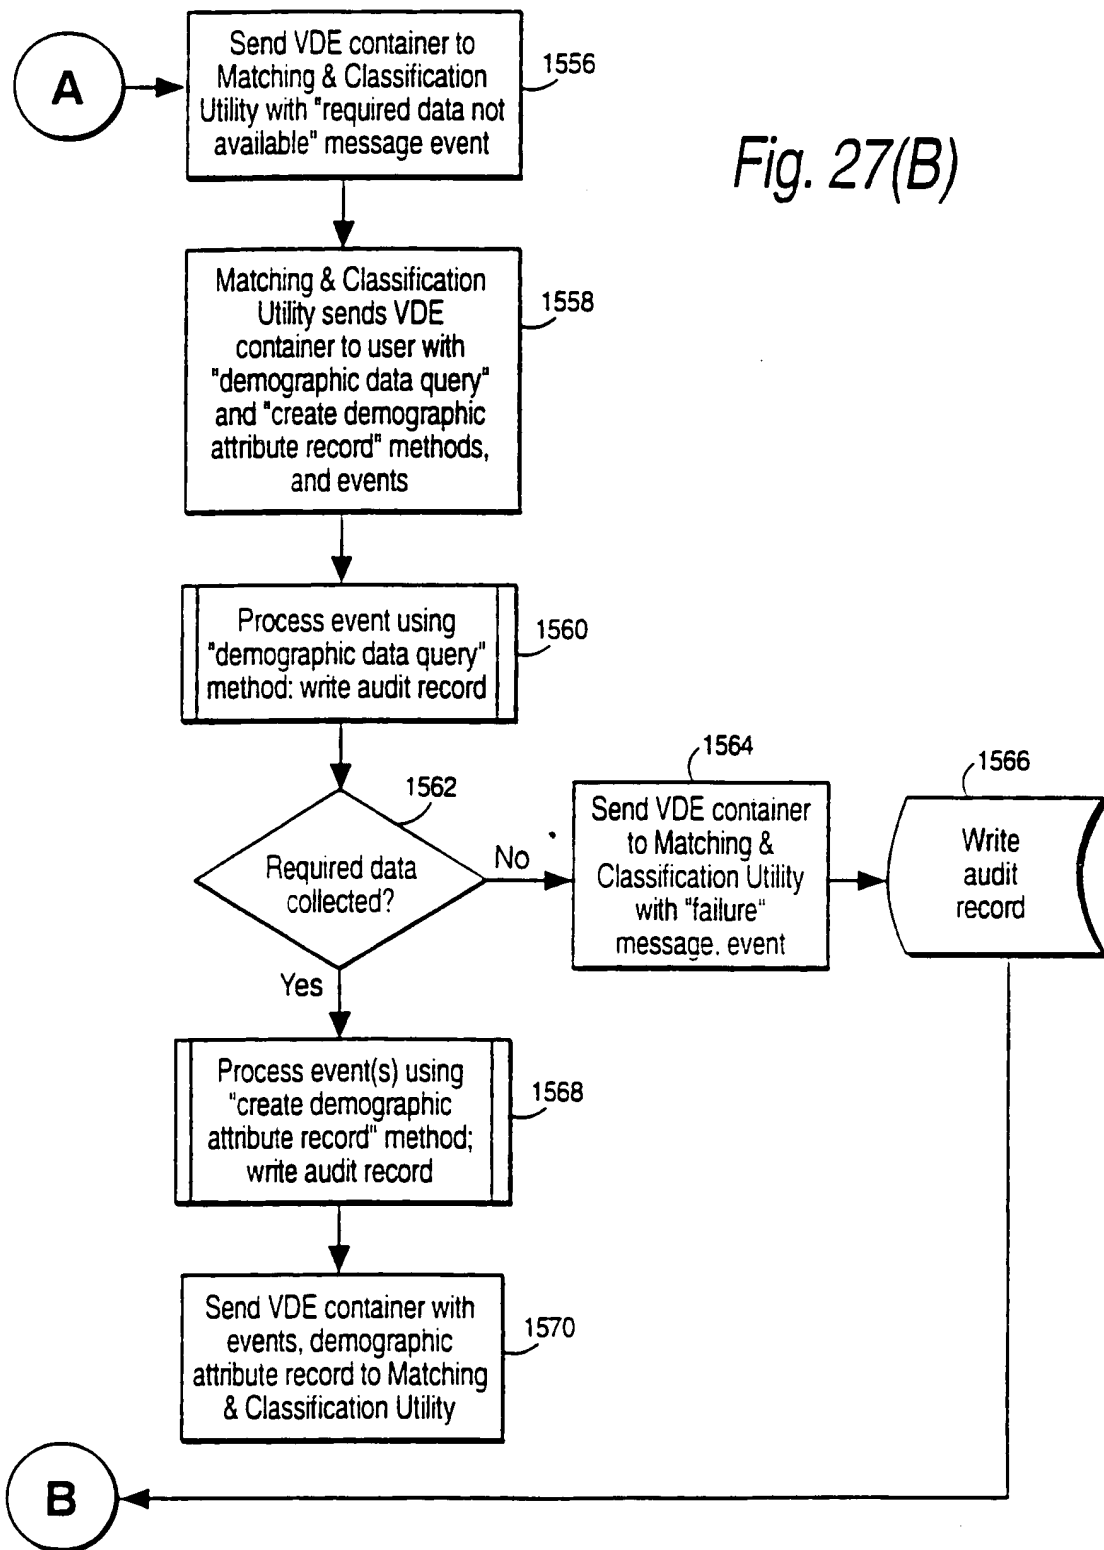 A
Send VDE container to
Matching & Classification
Utility with "required data not
available" message event
1556
Fig. 27(B)
Matching & Classification
Utility sends VDE
container to user with
"demographic data query"
and "create demographic
attribute record" methods,
and events
1558
Process event using
"demographic data query"
method: write audit record
1560
Required data
collected?
1562
No
Send VDE container
to Matching &
Classification Utility
with "failure"
message. event
1564
Write
audit
record
1566
Yes
Process event(s) using
"create demographic
attribute record" method;
write audit record
1568
Send VDE container with
events, demographic
attribute record to Matching
& Classification Utility
1570
B